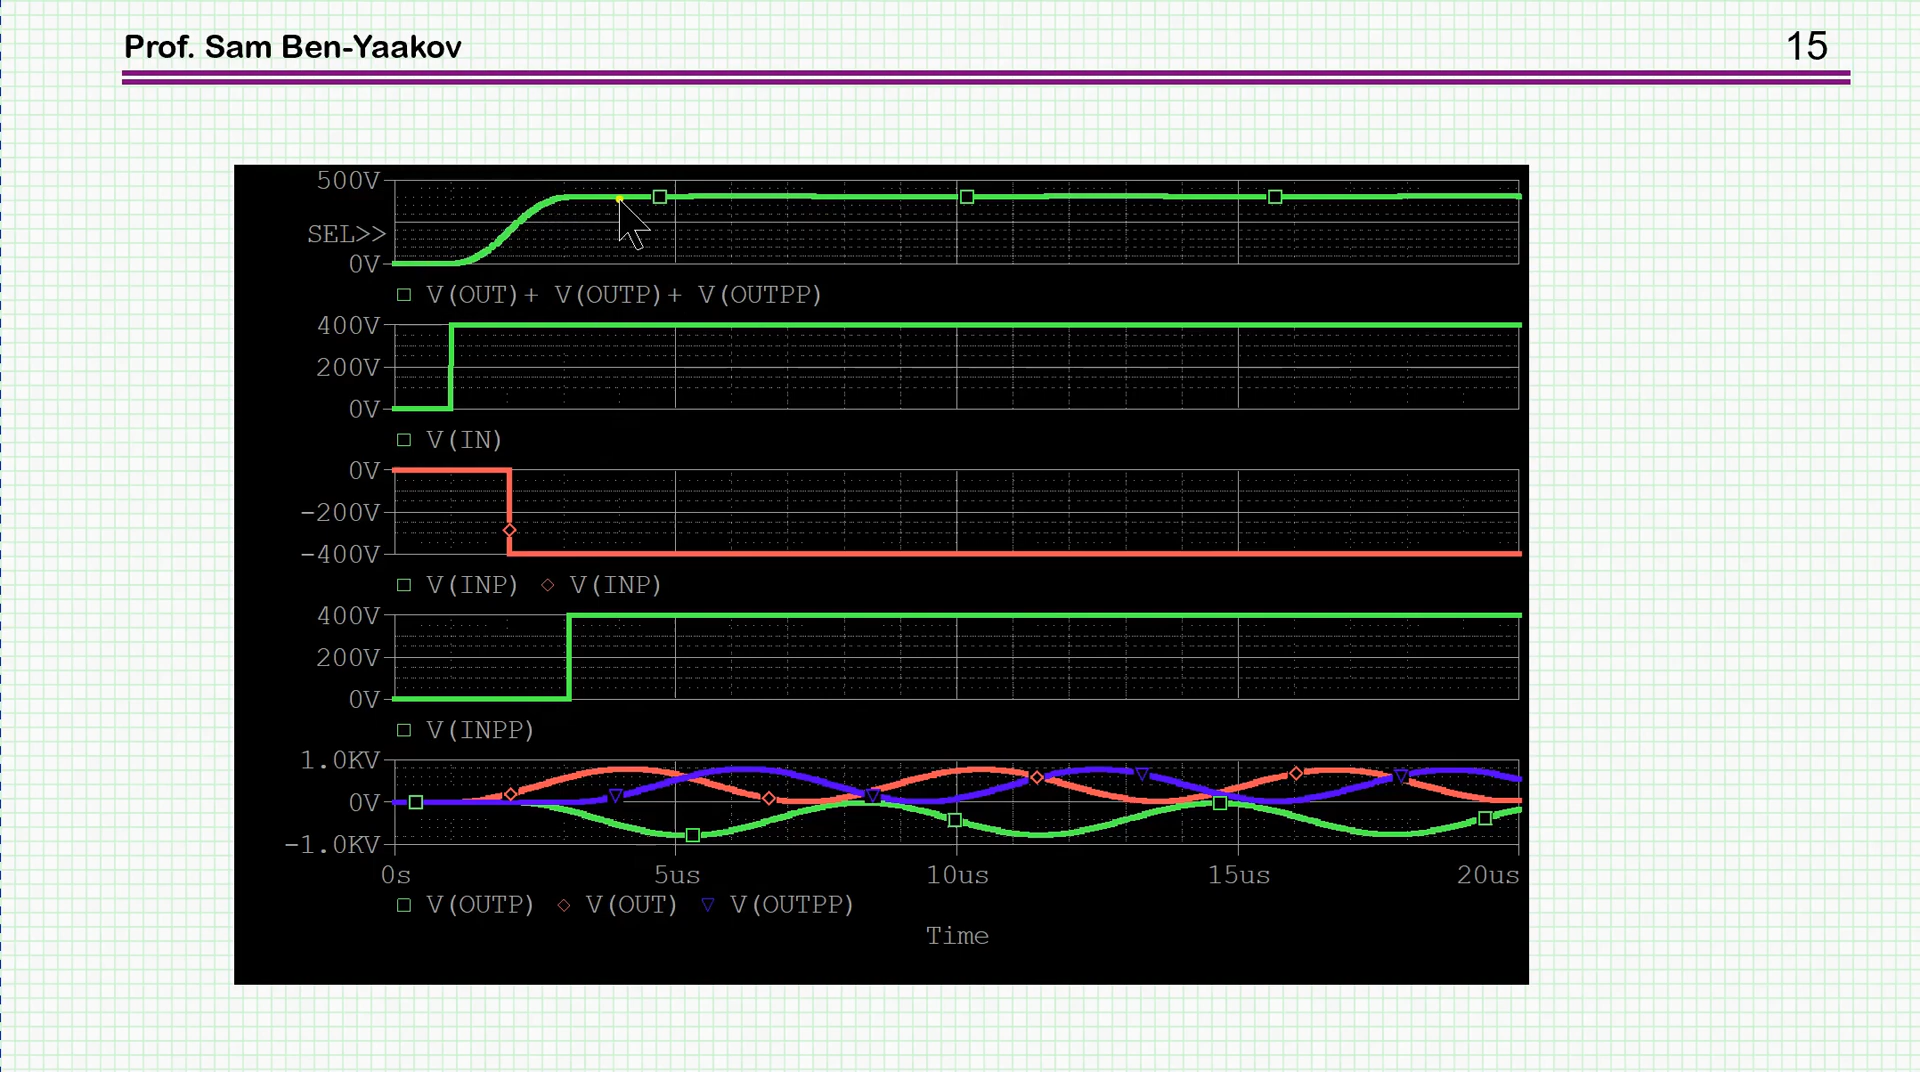 Prof. Sam Ben-Yaakov 15
500V
SEL>>
0V
V(OUT)+ V(OUTP)+ V(OUTPP)
400V
200V
0V
V(IN)
0V
-200V
-400V
V(INP) V(INP)
400V
200V
0V
V(INPP)
1.0KV
0V
-1.0KV
0s 5us 10us 15us 20us
V(OUTP) V(OUT) V(OUTPP)
Time